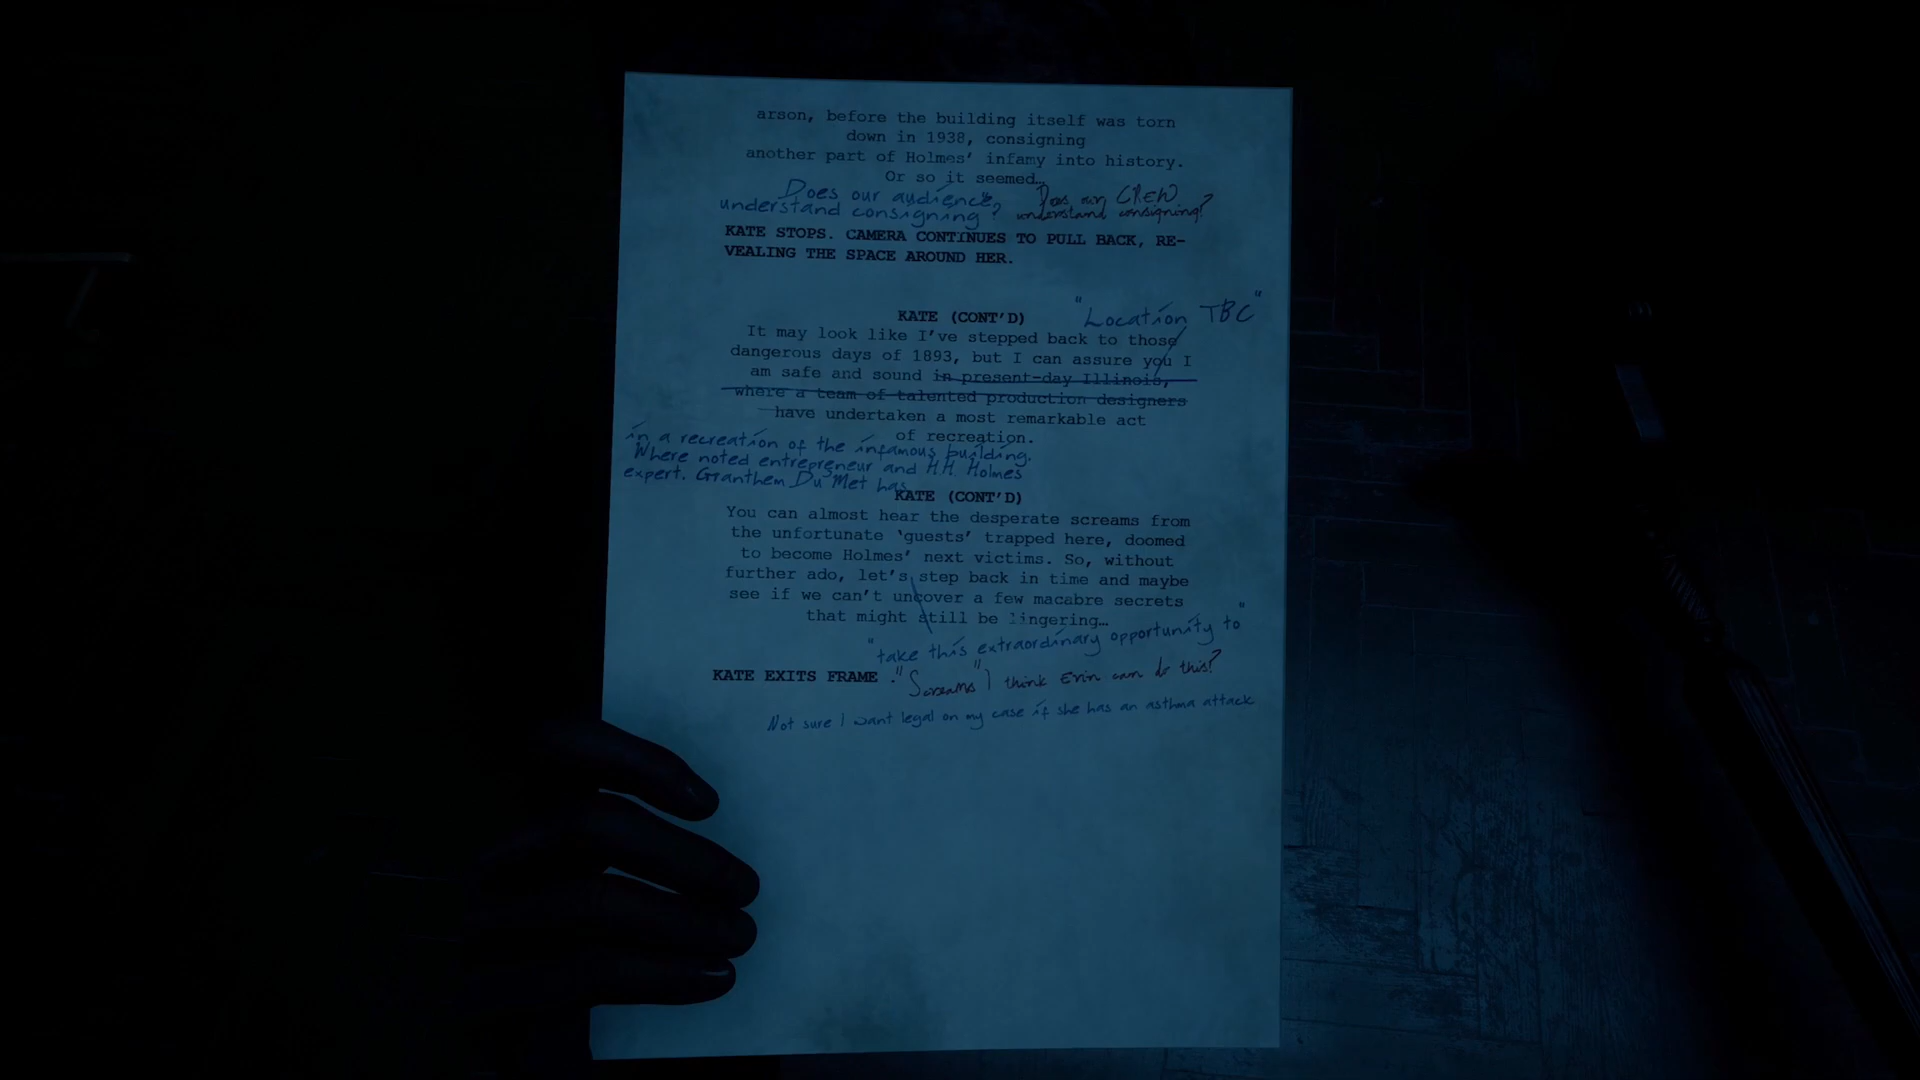 arson, before the building itself was torn
down in 1938, consigning
another part of Holmes' infamy into history.
Or so it seemed…
Does our audience
understand consigning?
Does our CREW
understand consigning?
KATE STOPS. CAMERA CONTINUES TO PULL BACK, RE-
VEALING THE SPACE AROUND HER.
"Location TBC"
KATE (CONT'D)
It may look like I've stepped back to those
dangerous days of 1893, but I can assure you I
am safe and sound in present-day Illinois,
where a team of talented production designers
have undertaken a most remarkable act
of recreation.
in a recreation of the infamous building.
Where noted entrepreneur and HH Holmes
expert. Granthem Du'Met has
KATE (CONT'D)
You can almost hear the desperate screams from
the unfortunate 'guests' trapped here, doomed
to become Holmes' next victims. So, without
further ado, let's step back in time and maybe
see if we can't uncover a few macabre secrets
that might still be lingering…
"take this extraordinary opportunity to"
KATE EXITS FRAME.
"Screams" I think Erin can do this?
Not sure I want legal on my case if she has an asthma attack